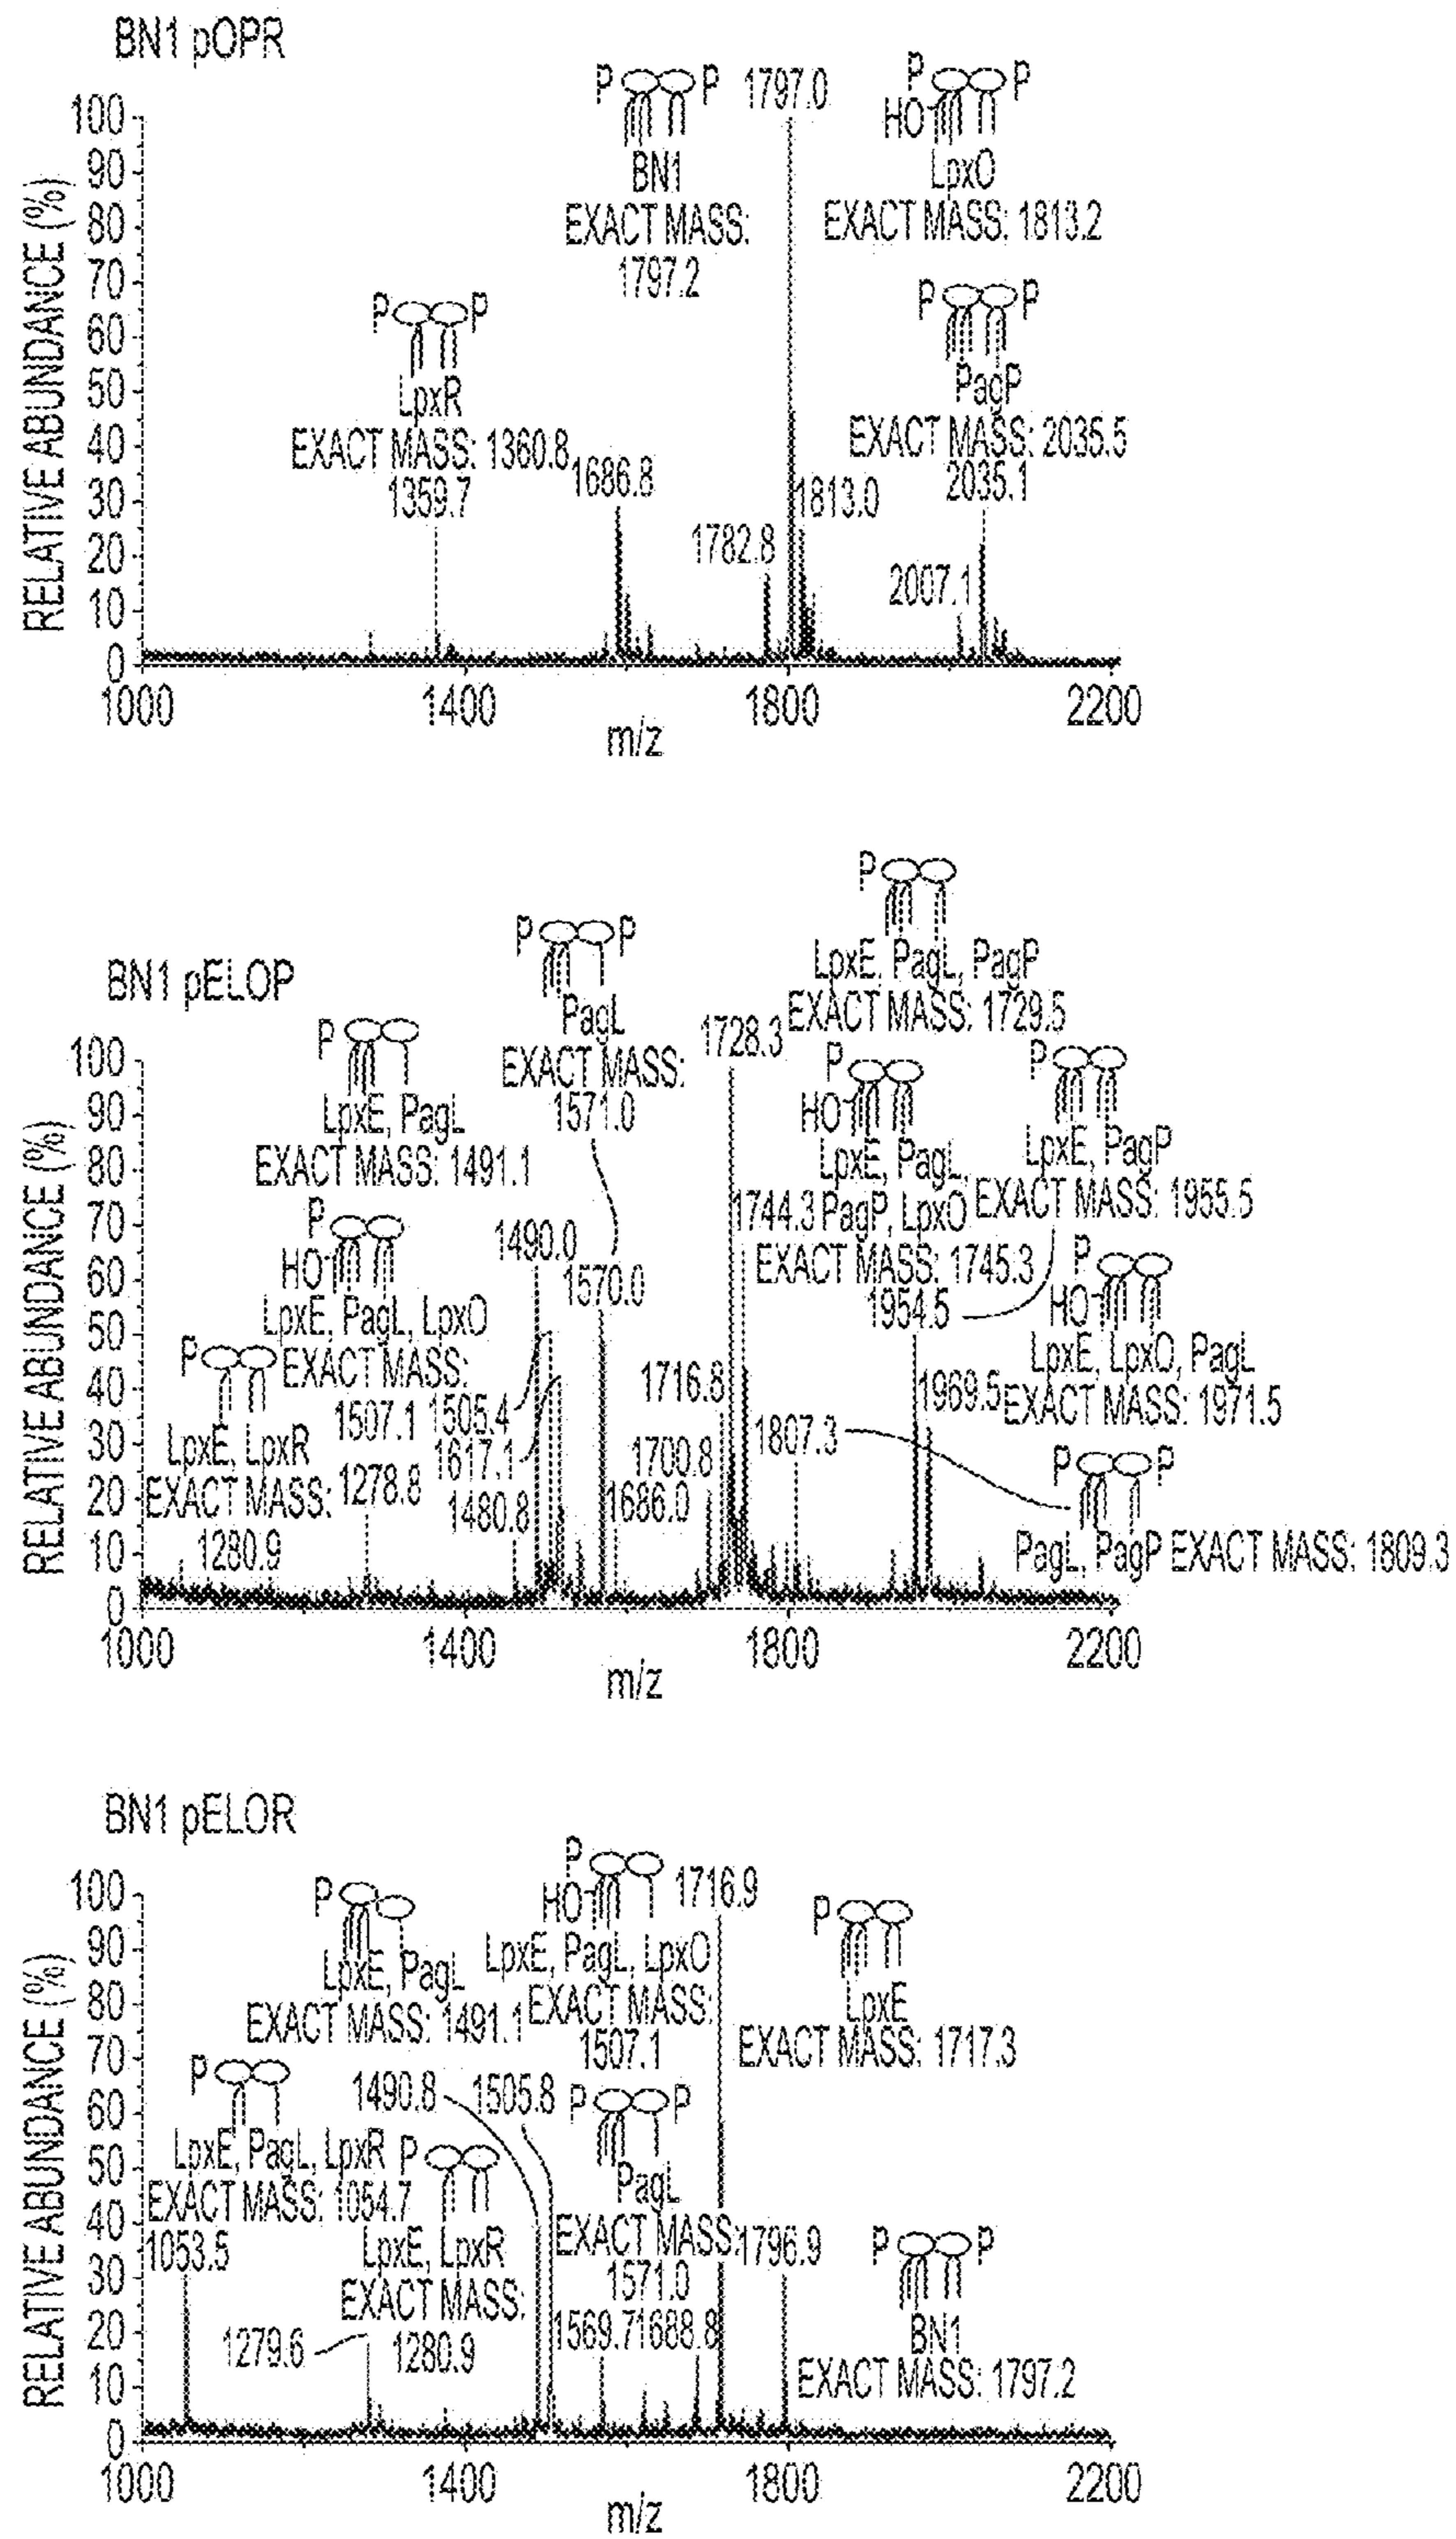 BN1 pOPR
P P 1797.0
P P
HO
BN1
EXACT MASS:
1797.2
LpxO
EXACT MASS: 1813.2
P P
LpxR
EXACT MASS: 1360.8
1359.7
P P
PagP
EXACT MASS: 2035.5
2035.1
1686.8
1782.8
1813.0
2007.1
RELATIVE ABUNDANCE (%)
100
90
80
70
60
50
40
30
20
10
0
1000 1400 1800 2200
m/z
BN1 pELOP
P
LpxE, PagL, PagP
EXACT MASS: 1729.5
1728.3
P P
PagL
EXACT MASS:
1571.0
1570.0
P
LpxE, PagL
EXACT MASS: 1491.1
1490.0
P
HO
LpxE, PagL,
PagP, LpxO
EXACT MASS: 1745.3
1744.3
P
LpxE, PagP
EXACT MASS: 1955.5
1954.5
P
HO
LpxE, PagL, LpxO
EXACT MASS:
1507.1
1505.4
1617.1
1480.8
P
LpxE, LpxR
EXACT MASS:
1280.9
1278.8
P
HO
LpxE, LpxO, PagL
EXACT MASS: 1971.5
1969.5
1716.8
1700.8
1686.0
1807.3
P P
PagL, PagP EXACT MASS: 1809.3
RELATIVE ABUNDANCE (%)
100
90
80
70
60
50
40
30
20
10
0
1000 1400 1800 2200
m/z
BN1 pELOR
P
LpxE, PagL
EXACT MASS: 1491.1
1490.8
P
HO
LpxE, PagL, LpxO
EXACT MASS:
1507.1
1505.8
1716.9
P
LpxE
EXACT MASS: 1717.3
P
LpxE, PagL, LpxR
EXACT MASS: 1054.7
1053.5
P
LpxE, LpxR
EXACT MASS:
1280.9
1279.6
P P
PagL
EXACT MASS:
1571.0
1569.7
1688.8
1796.9
P P
BN1
EXACT MASS: 1797.2
RELATIVE ABUNDANCE (%)
100
90
80
70
60
50
40
30
20
10
0
1000 1400 1800 2200
m/z